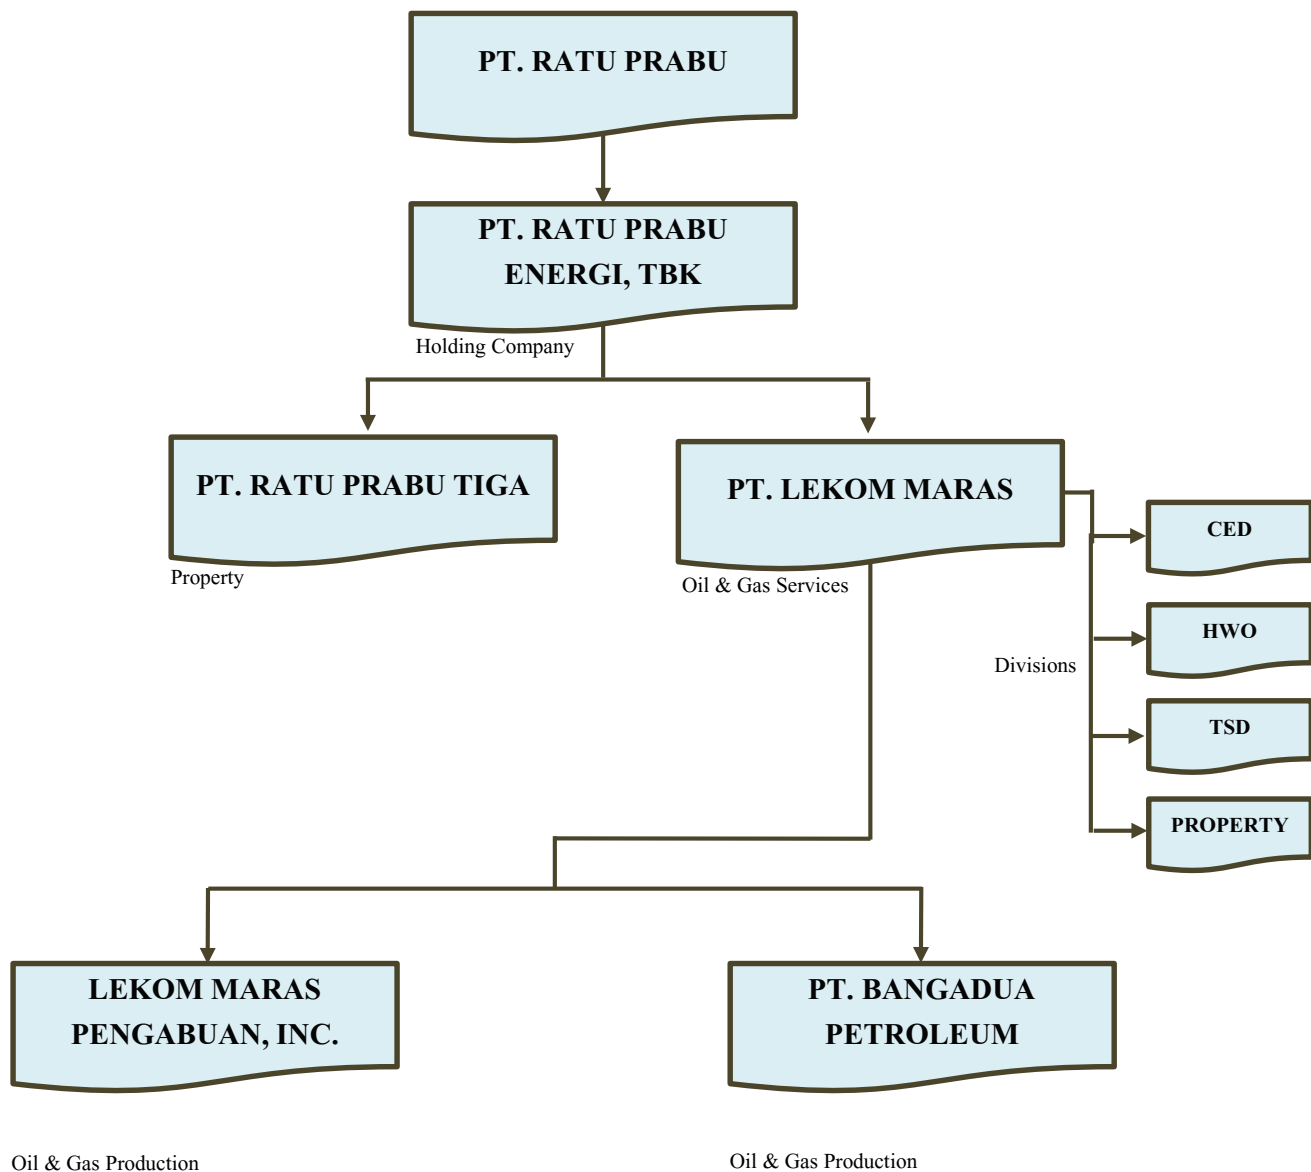 PT. RATU PRABU
PT. RATU PRABU
ENERGI, TBK
Holding Company
PT. RATU PRABU TIGA
Property
PT. LEKOM MARAS
Oil & Gas Services
CED
HWO
Divisions
TSD
PROPERTY
LEKOM MARAS
PENGABUAN, INC.
Oil & Gas Production
PT. BANGADUA
PETROLEUM
Oil & Gas Production